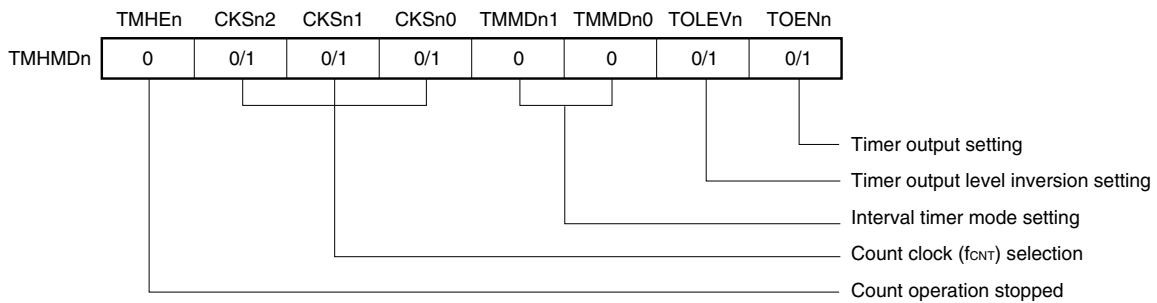 TMHEn CKSn2 CKSn1 CKSn0 TMMDn1 TMMDn0 TOLEVn TOENn
TMHMDn 0 0/1 0/1 0/1 0 0 0/1 0/1
Timer output setting
Timer output level inversion setting
Interval timer mode setting
Count clock (fCNT) selection
Count operation stopped